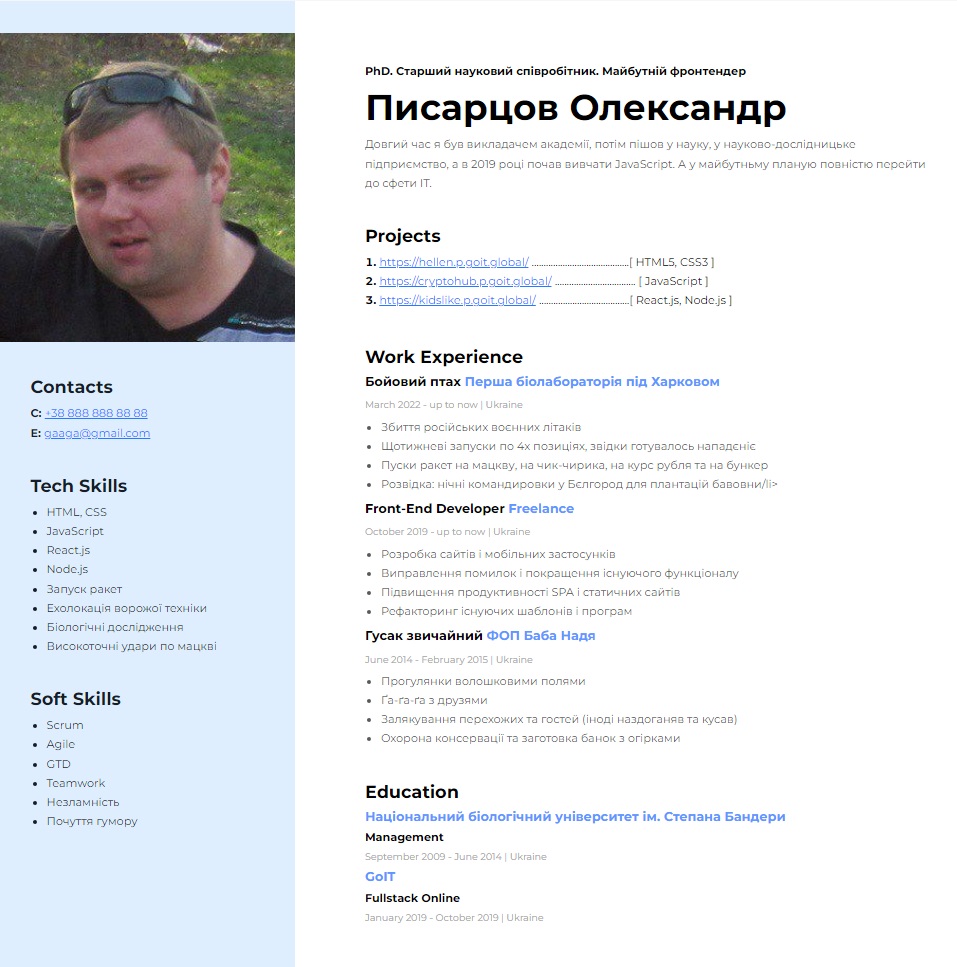 PhD. Старший науковий співробітник. Майбутній фронтендер
Писарцов Олександр
Довгий час я був викладачем академії, потім пішов у науку, у науково-дослідницьке
підприємство, а в 2019 році почав вивчати JavaScript. А у майбутньому планую повністю перейти
до сфети ІТ.
Projects
1. https://hellen.p.goit.global/ ..........................................[ HTML5, CSS3 ]
2. https://cryptohub.p.goit.global/ ................................... [ JavaScript ]
3. https://kidslike.p.goit.global/ .......................................[ React.js, Node.js ]
Work Experience
Бойовий птах Перша біолабораторія під Харковом
March 2022 - up to now | Ukraine
• Збиття російських воєнних літаків
• Щотижневі запуски по 4х позиціях, звідки готувалось нападєніє
• Пуски ракет на мацкву, на чик-чирика, на курс рубля та на бункер
• Розвідка: нічні командировки у Бєлгород для плантацій бавовни/li>
Front-End Developer Freelance
October 2019 - up to now | Ukraine
• Розробка сайтів і мобільних застосунків
• Виправлення помилок і покращення існуючого функціоналу
• Підвищення продуктивності SPA і статичних сайтів
• Рефакторинг існуючих шаблонів і програм
Гусак звичайний ФОП Баба Надя
June 2014 - February 2015 | Ukraine
• Прогулянки волошковими полями
• Ґа-ґа-ґа з друзями
• Залякування перехожих та гостей (іноді наздоганяв та кусав)
• Охорона консервації та заготовка банок з огірками
Education
Національний біологічний університет ім. Степана Бандери
Management
September 2009 - June 2014 | Ukraine
GoIT
Fullstack Online
January 2019 - October 2019 | Ukraine
Contacts
C: +38 888 888 88 88
E: gaaga@gmail.com
Tech Skills
• HTML, CSS
• JavaScript
• React.js
• Node.js
• Запуск ракет
• Ехолокація ворожої техніки
• Біологічні дослідження
• Високоточні удари по мацкві
Soft Skills
• Scrum
• Agile
• GTD
• Teamwork
• Незламність
• Почуття гумору